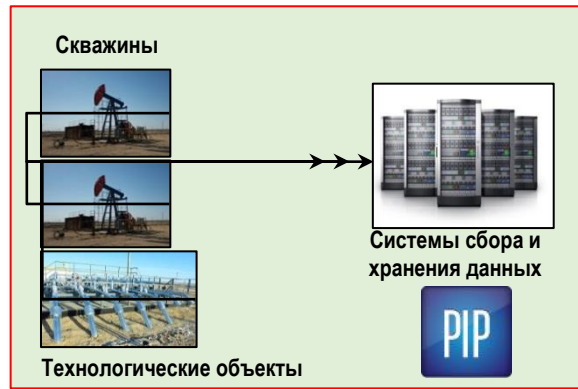 Скважины
Системы сбора и
хранения данных
PIP
Технологические объекты